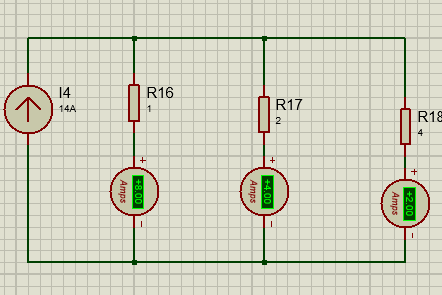 I4
14A
R16
1
R17
2
R18
4
+8.00
Amps
+4.00
Amps
+2.00
Amps